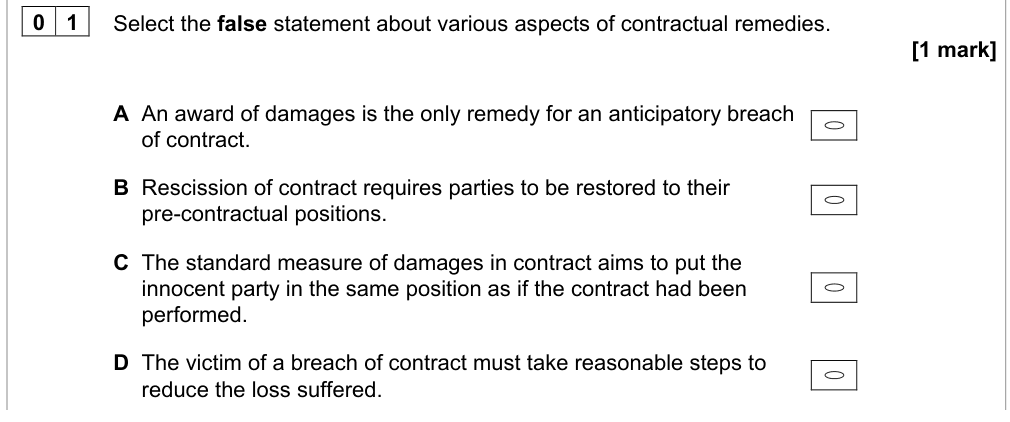 0 1 Select the false statement about various aspects of contractual remedies.
[1 mark]
A An award of damages is the only remedy for an anticipatory breach
of contract.
B Rescission of contract requires parties to be restored to their
pre-contractual positions.
C The standard measure of damages in contract aims to put the
innocent party in the same position as if the contract had been
performed.
D The victim of a breach of contract must take reasonable steps to
reduce the loss suffered.